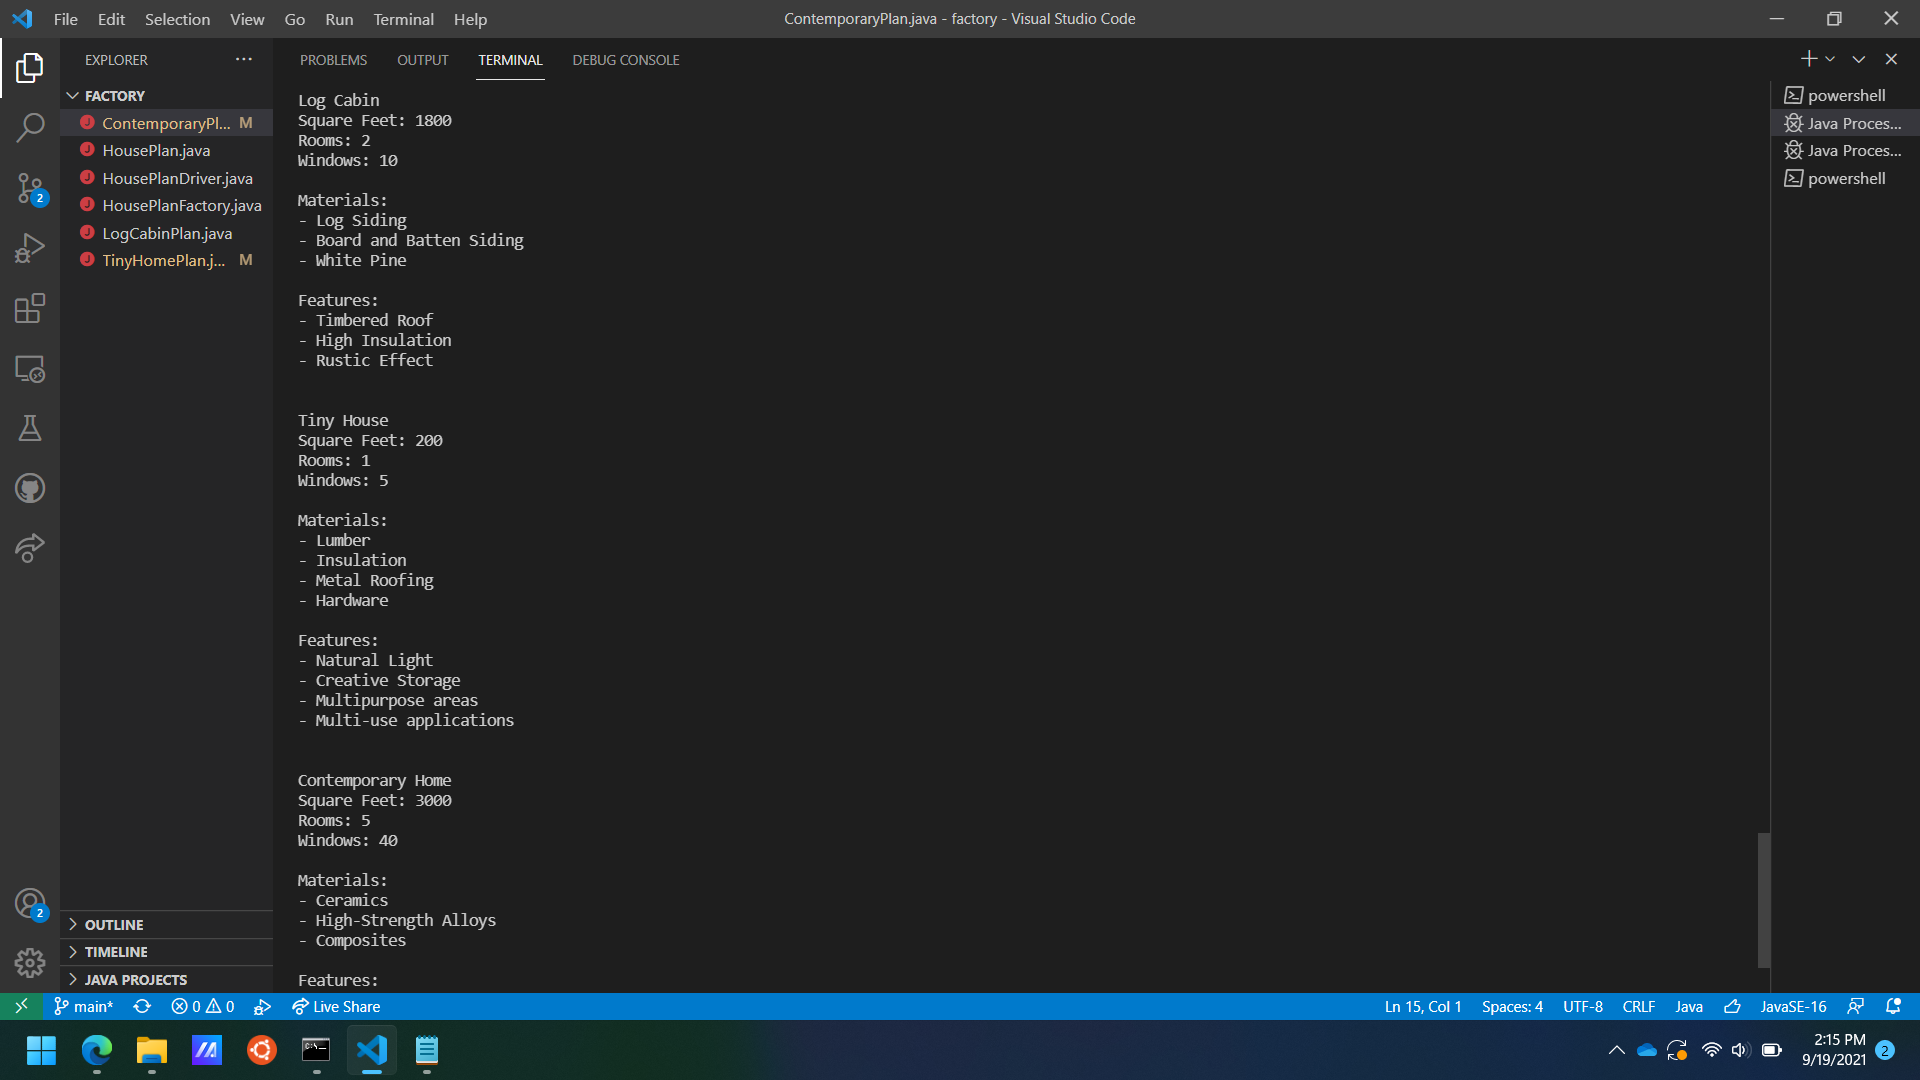 File Edit Selection View Go Run Terminal Help
ContemporaryPlan.java - factory - Visual Studio Code
EXPLORER
FACTORY
ContemporaryPl... M
HousePlan.java
HousePlanDriver.java
HousePlanFactory.java
LogCabinPlan.java
TinyHomePlan.j... M
OUTLINE
TIMELINE
JAVA PROJECTS
2
2
PROBLEMS OUTPUT TERMINAL DEBUG CONSOLE
Log Cabin
Square Feet: 1800
Rooms: 2
Windows: 10
Materials:
- Log Siding
- Board and Batten Siding
- White Pine
Features:
- Timbered Roof
- High Insulation
- Rustic Effect
Tiny House
Square Feet: 200
Rooms: 1
Windows: 5
Materials:
- Lumber
- Insulation
- Metal Roofing
- Hardware
Features:
- Natural Light
- Creative Storage
- Multipurpose areas
- Multi-use applications
Contemporary Home
Square Feet: 3000
Rooms: 5
Windows: 40
Materials:
- Ceramics
- High-Strength Alloys
- Composites
Features:
powershell
Java Proces...
Java Proces...
powershell
main* 0 0 Live Share
Ln 15, Col 1 Spaces: 4 UTF-8 CRLF Java JavaSE-16
2:15 PM
9/19/2021
2